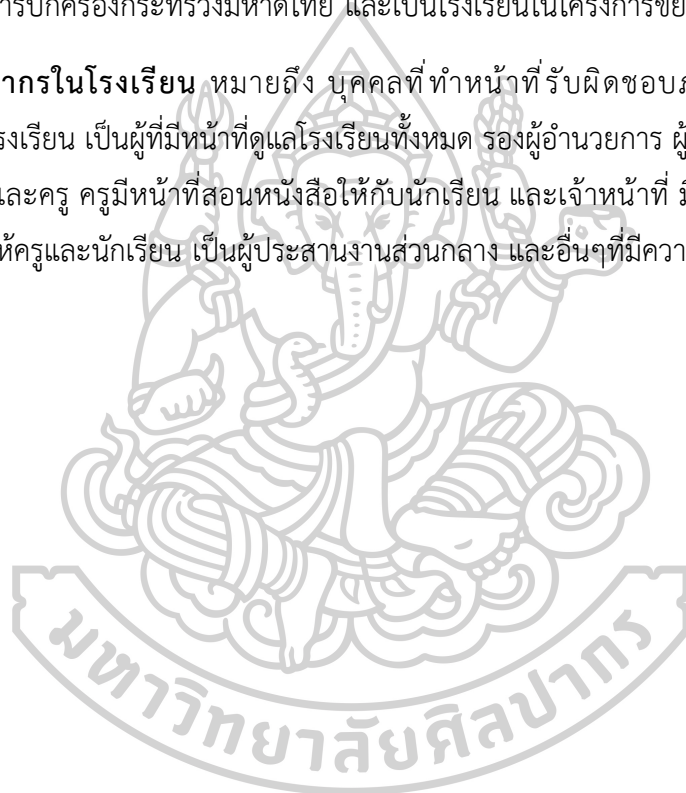 ารปกครองกระทรวงมหาดไทย และเป็นโรงเรียนในโครงการขย
ากรในโรงเรียน หมายถึง บุคคลที่ทำหน้าที่รับผิดชอบภ
รงเรียน เป็นผู้ที่มีหน้าที่ดูแลโรงเรียนทั้งหมด รองผู้อำนวยการ ผู้
และครู ครูมีหน้าที่สอนหนังสือให้กับนักเรียน และเจ้าหน้าที่ มี
ห้ครูและนักเรียน เป็นผู้ประสานงานส่วนกลาง และอื่นๆที่มีควา
มหาวิทยาลัยศิลปากร